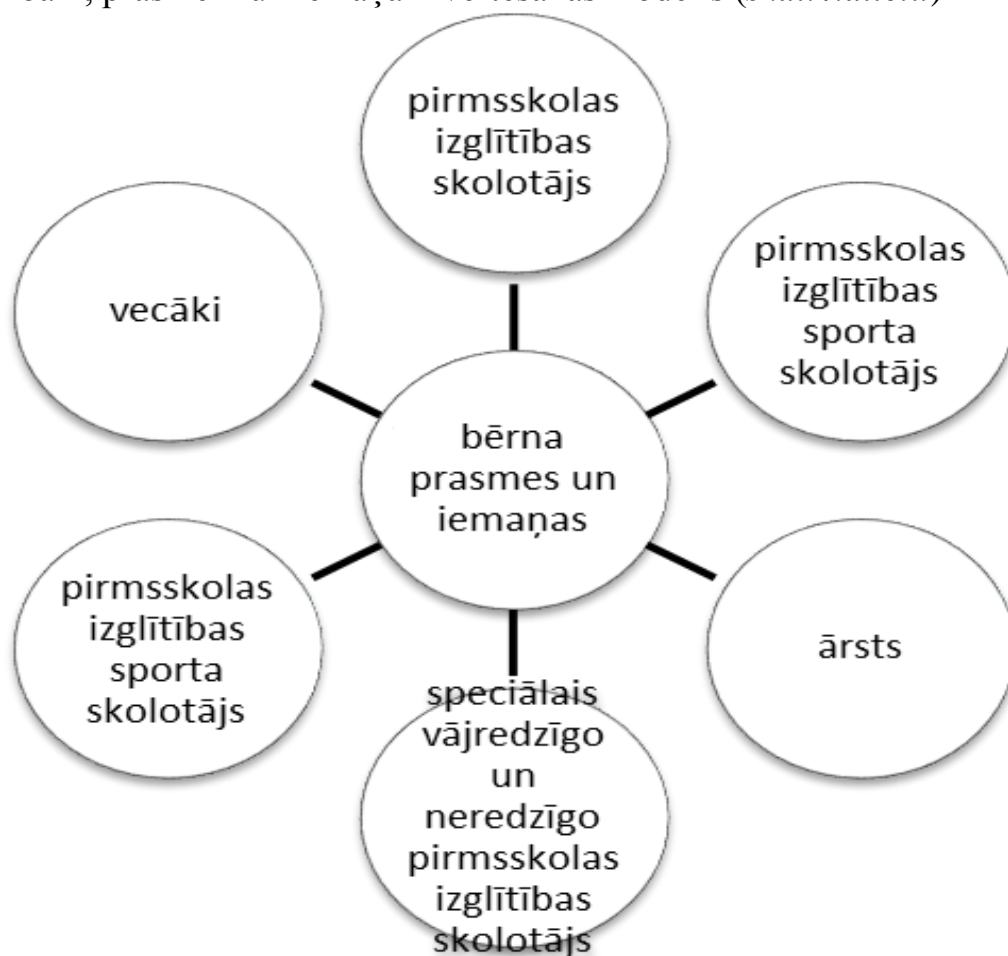 pirmsskolas
izglītības
skolotājs
pirmsskolas
izglītības
sporta
skolotājs
vecāki
bērna
prasmes un
iemaņas
pirmsskolas
izglītības
sporta
skolotājs
ārsts
speciālais
vājredzīgo
un
neredzīgo
pirmsskolas
izglītības
skolotājs